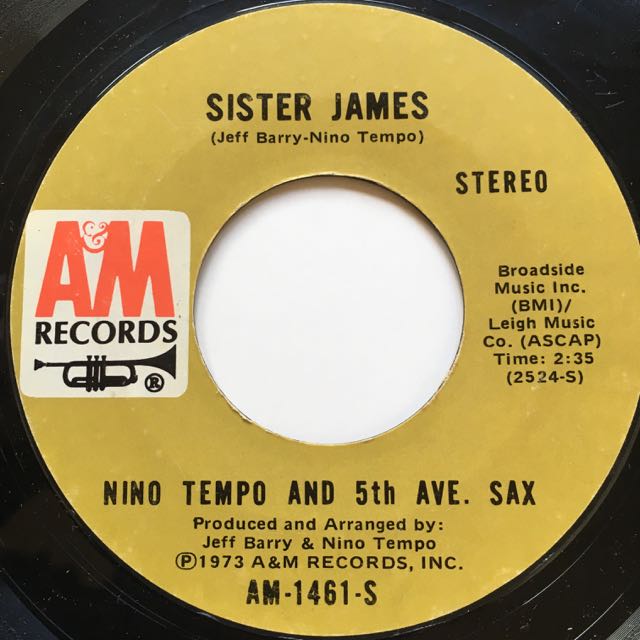 SISTER JAMES
(Jeff Barry-Nino Tempo)
STEREO
A&M
RECORDS
®
Broadside
Music Inc.
(BMI)/
Leigh Music
Co. (ASCAP)
Time: 2:35
(2524-S)
NINO TEMPO AND 5th AVE. SAX
Produced and Arranged by:
Jeff Barry & Nino Tempo
Ⓟ1973 A&M RECORDS, INC.
AM-1461-S